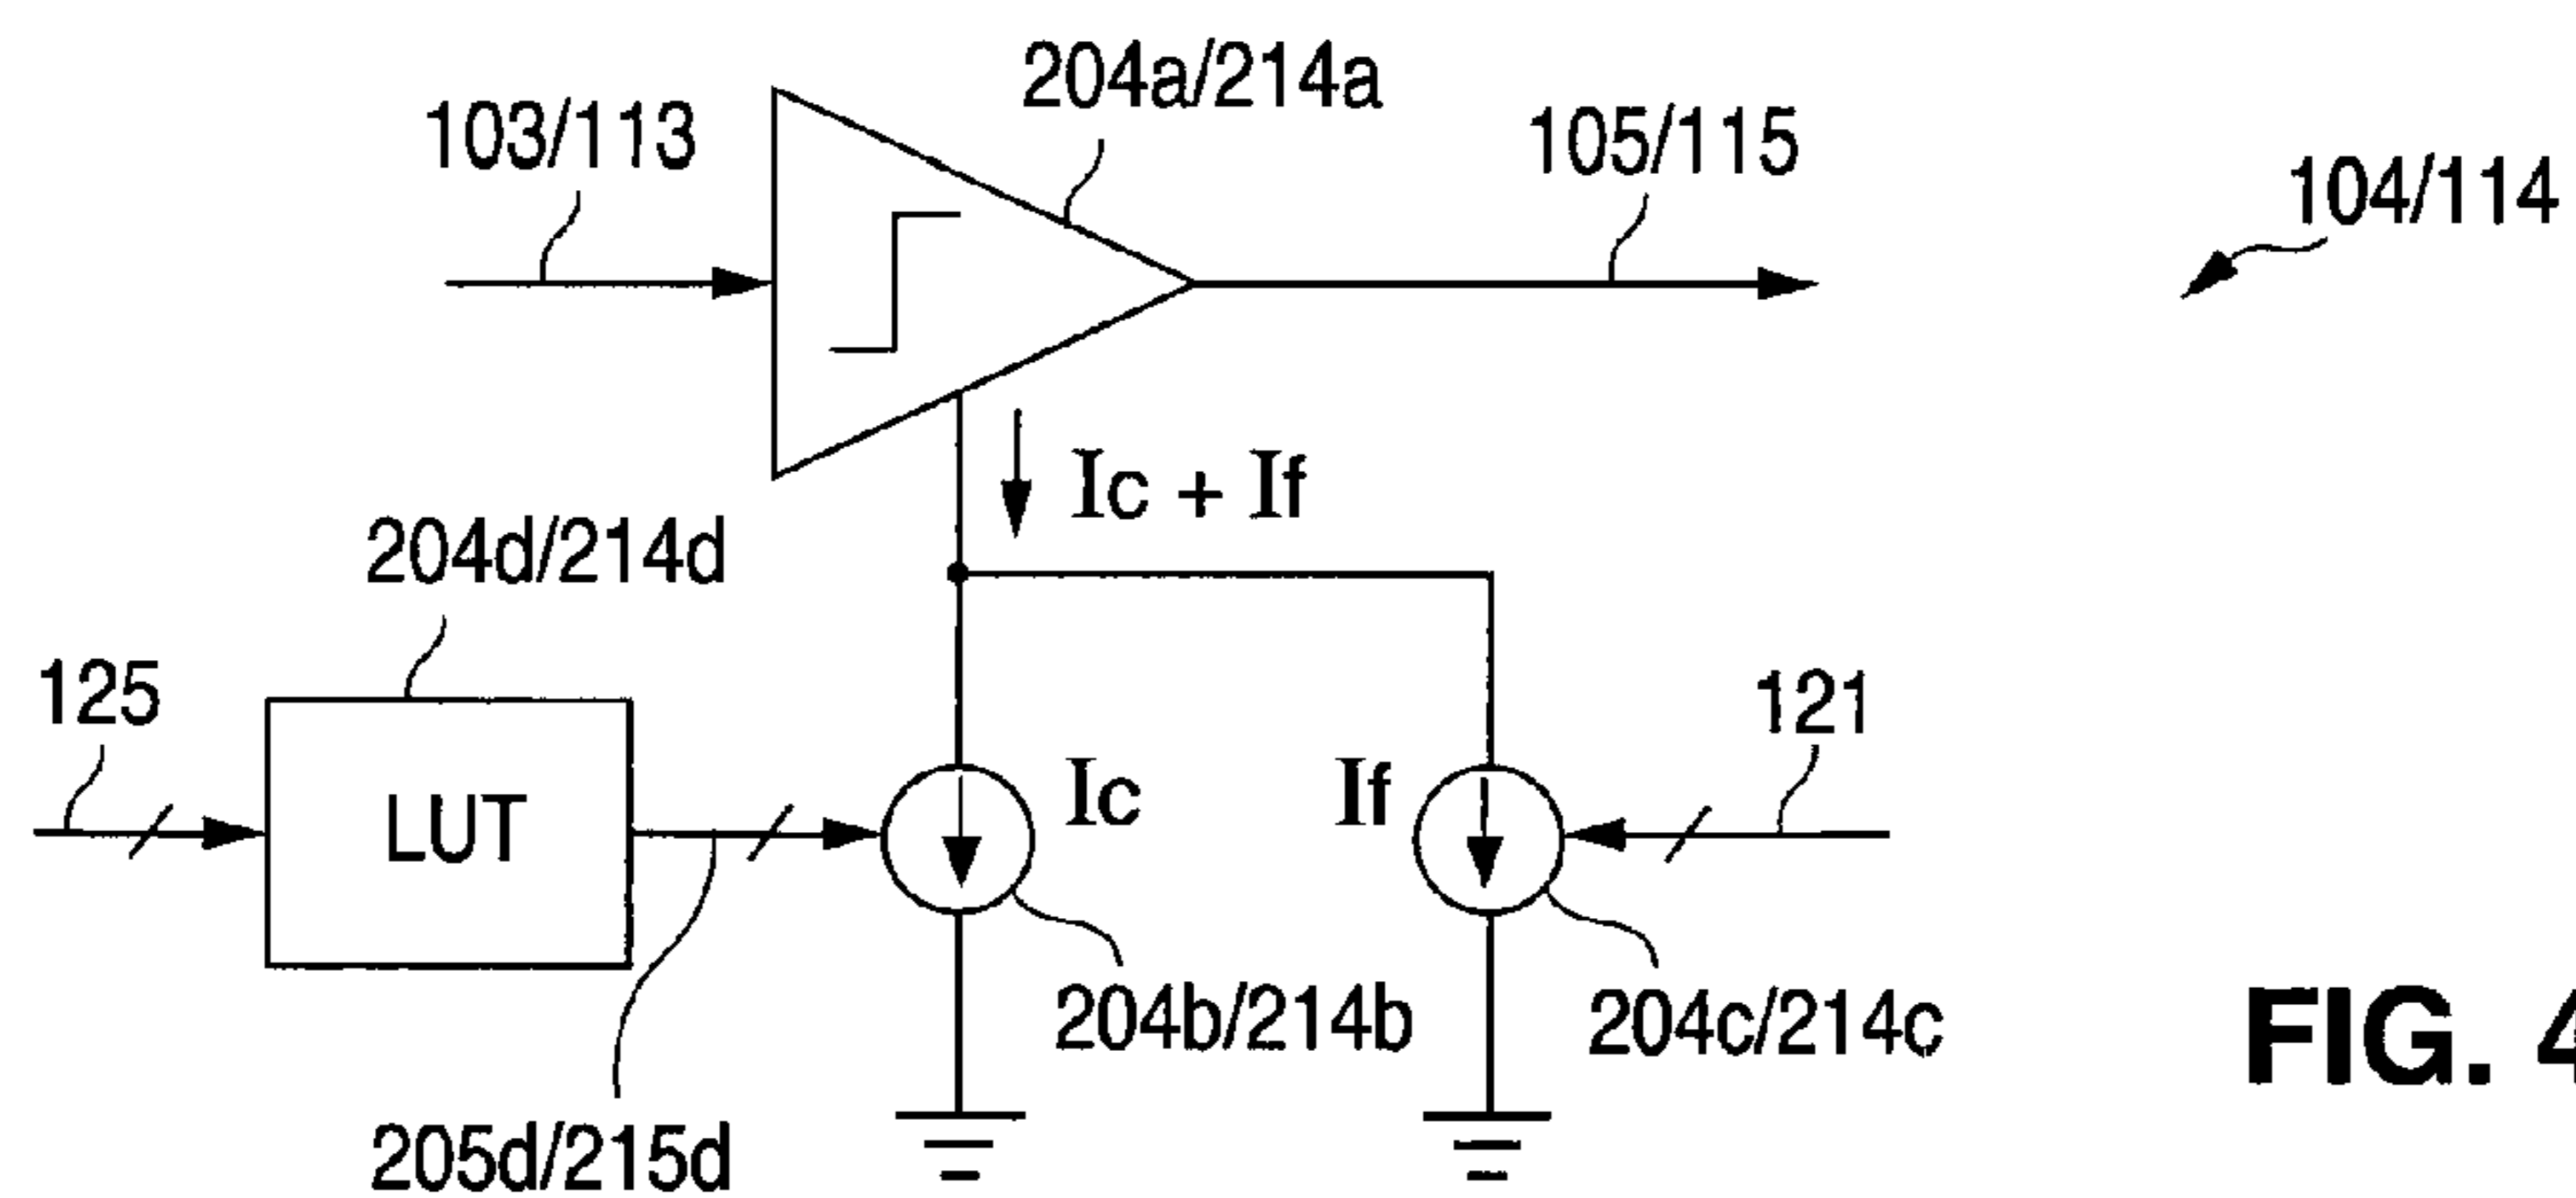 204a/214a
103/113
105/115
104/114
Ic + If
204d/214d
125
121
LUT
Ic
If
204b/214b
204c/214c
FIG. 4
205d/215d